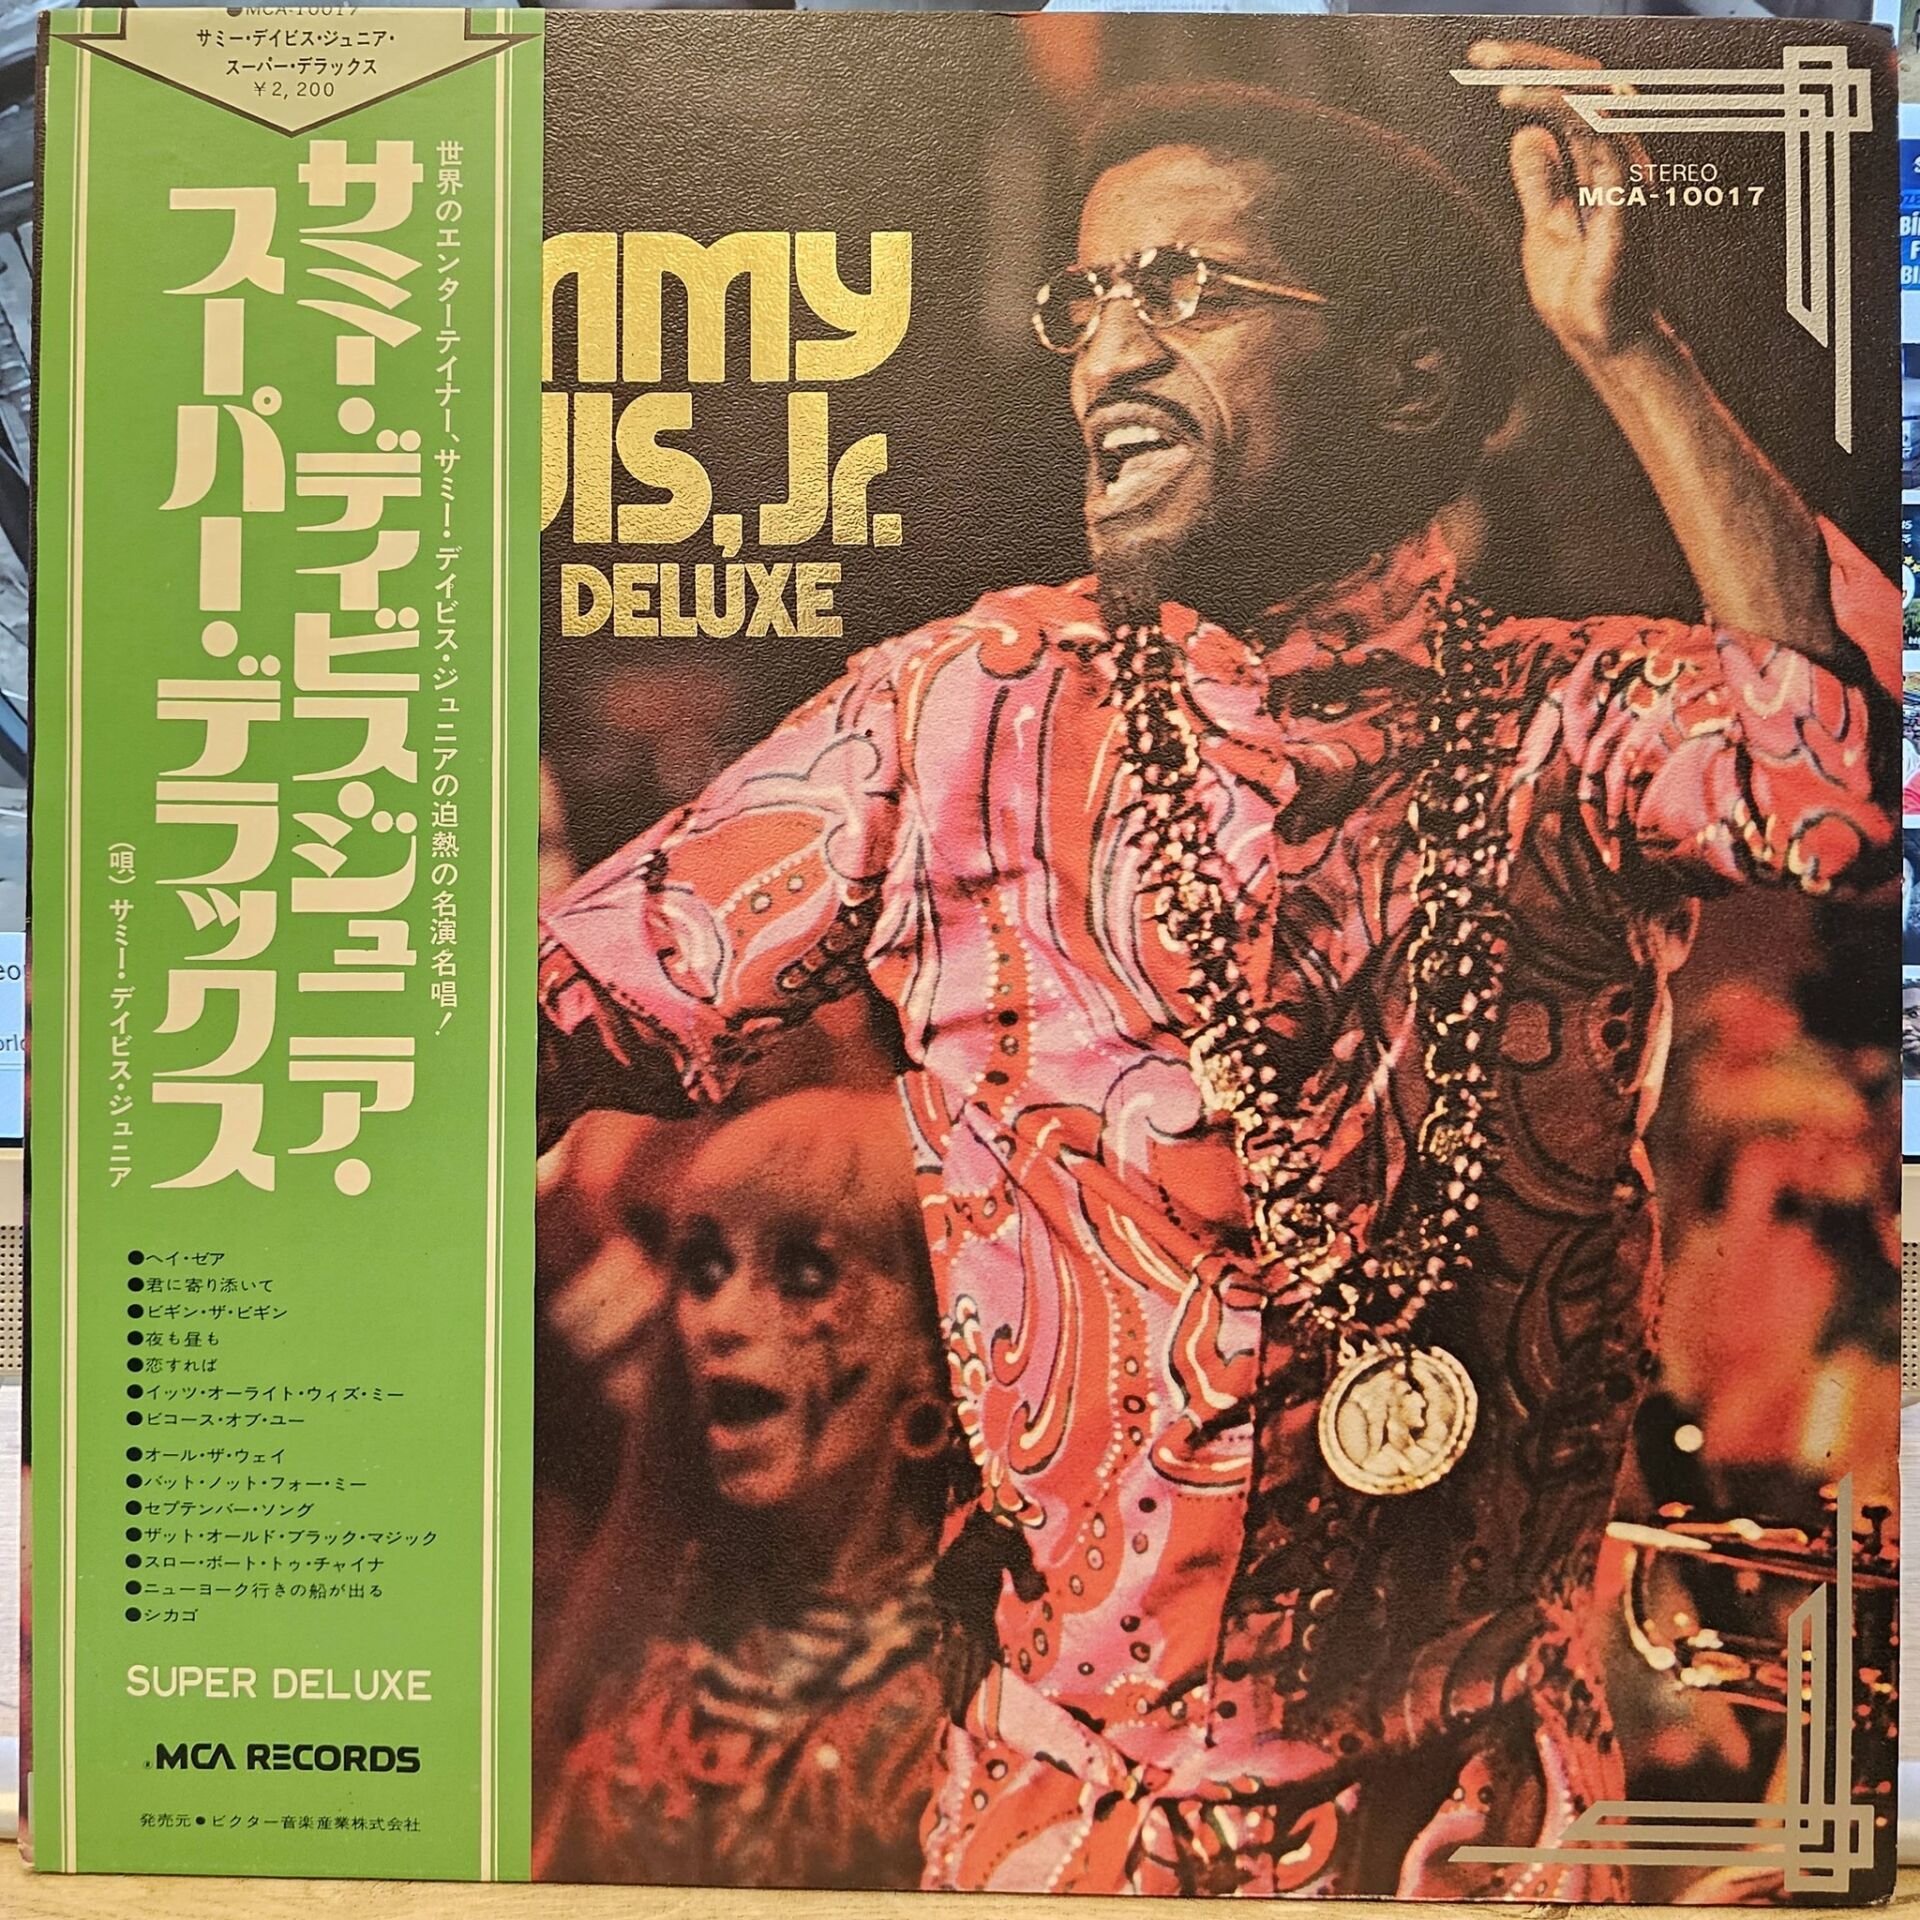 ●MCA-10017
サミー・デイビス・ジュニア・
スーパー・デラックス
￥2,200
世界のエンターテイナー、サミー・デイビス・ジュニアの迫熱の名演名唱！
サミー・デイビス・ジュニア・
スーパー・デラックス
（唄）サミー・デイビス・ジュニア
●ヘイ・ゼア
●君に寄り添いて
●ビギン・ザ・ビギン
●夜も昼も
●恋すれば
●イッツ・オーライト・ウィズ・ミー
●ビコース・オブ・ユー
●オール・ザ・ウェイ
●バット・ノット・フォー・ミー
●セプテンバー・ソング
●ザット・オールド・ブラック・マジック
●スロー・ボート・トゥ・チャイナ
●ニューヨーク行きの船が出る
●シカゴ
SUPER DELUXE
MCA RECORDS
発売元●ビクター音楽産業株式会社
mmy
VIS, Jr.
DELUXE
STEREO
MCA-10017